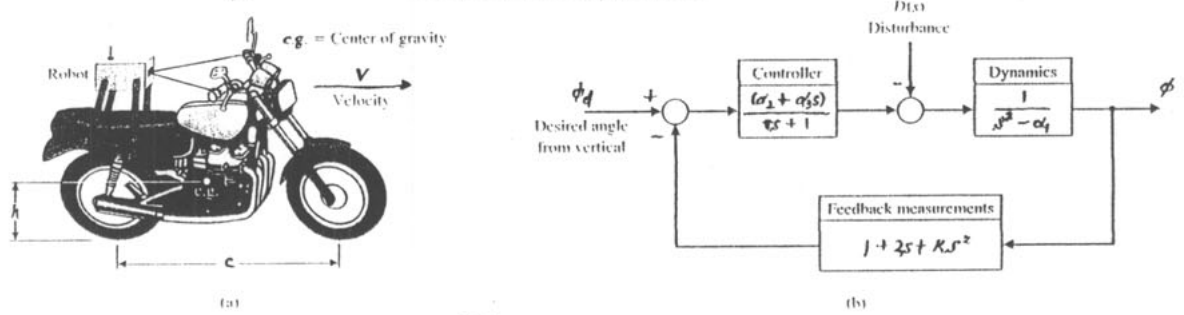 c.g. = Center of gravity
Robot
V
Velocity
c.g.
h
c
(a)
D(s)
Disturbance
Controller
(α₂ + α₃s)
τs + 1
Dynamics
1
s² − α₁
ϕd
+
−
−
ϕ
Desired angle
from vertical
Feedback measurements
1 + 2s + Ks²
(b)